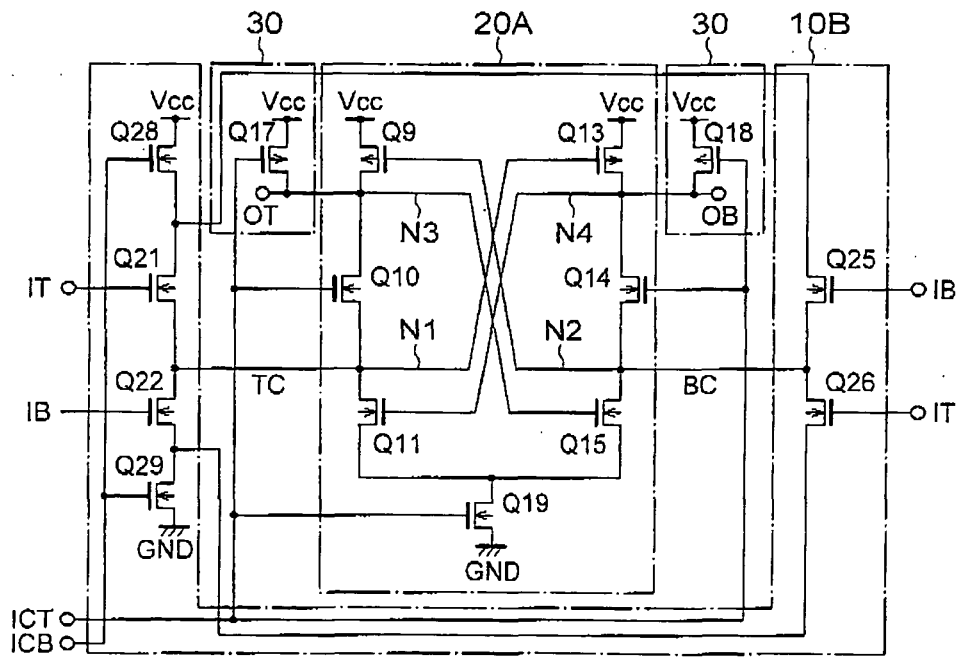 30 20A 30 10B
Vcc Vcc Vcc Vcc Vcc
Q28 Q17 Q9 Q13 Q18
OT N3 N4 OB
Q21 Q10 Q14 Q25
IT IB
N1 N2
Q22 TC BC Q26
IB Q11 Q15 IT
Q29 Q19
GND GND
ICT
ICB